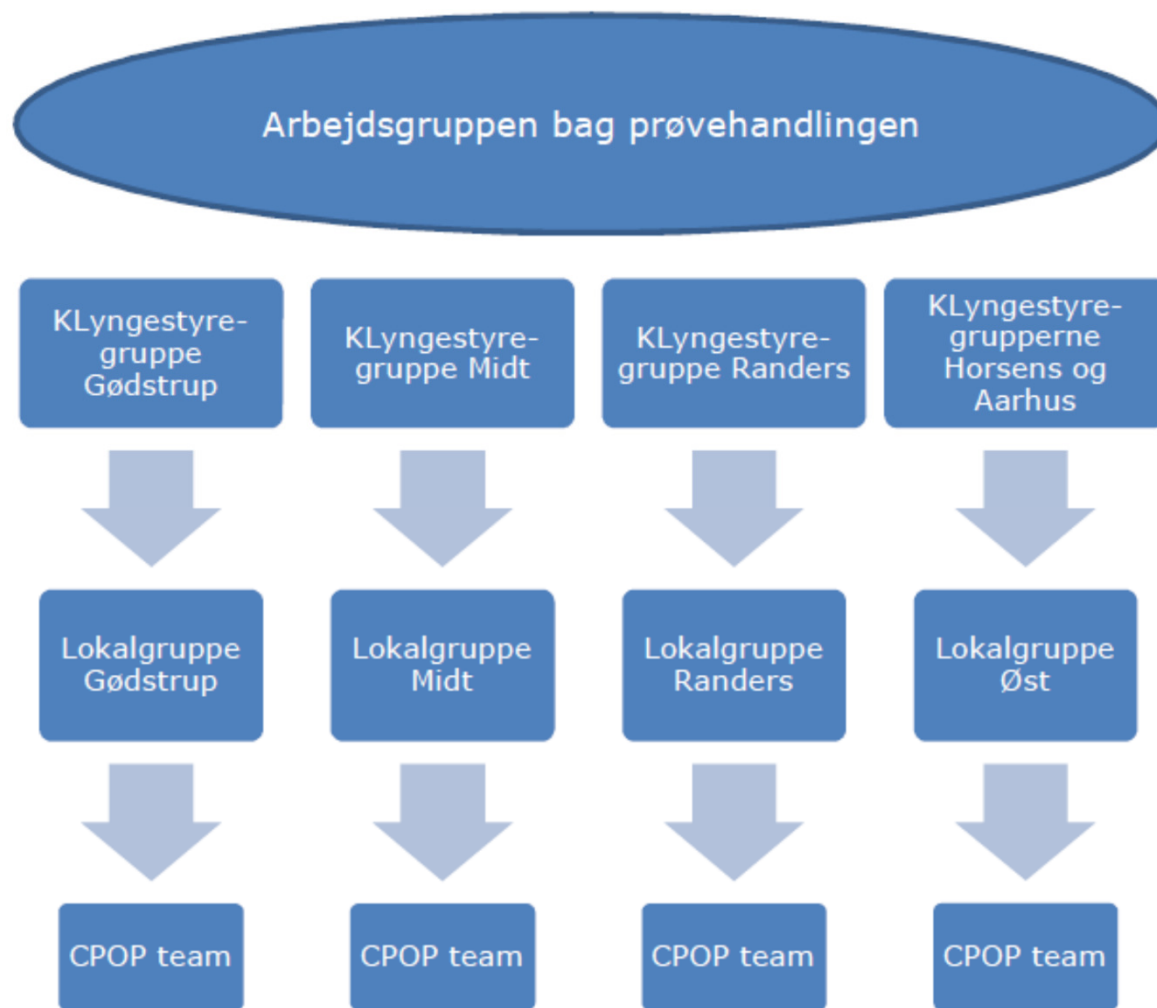 Arbejdsgruppen bag prøvehandlingen
KLyngestyre-
gruppe
Gødstrup
KLyngestyre-
gruppe Midt
KLyngestyre-
gruppe Randers
KLyngestyre-
grupperne
Horsens og
Aarhus
Lokalgruppe
Gødstrup
Lokalgruppe
Midt
Lokalgruppe
Randers
Lokalgruppe
Øst
CPOP team
CPOP team
CPOP team
CPOP team